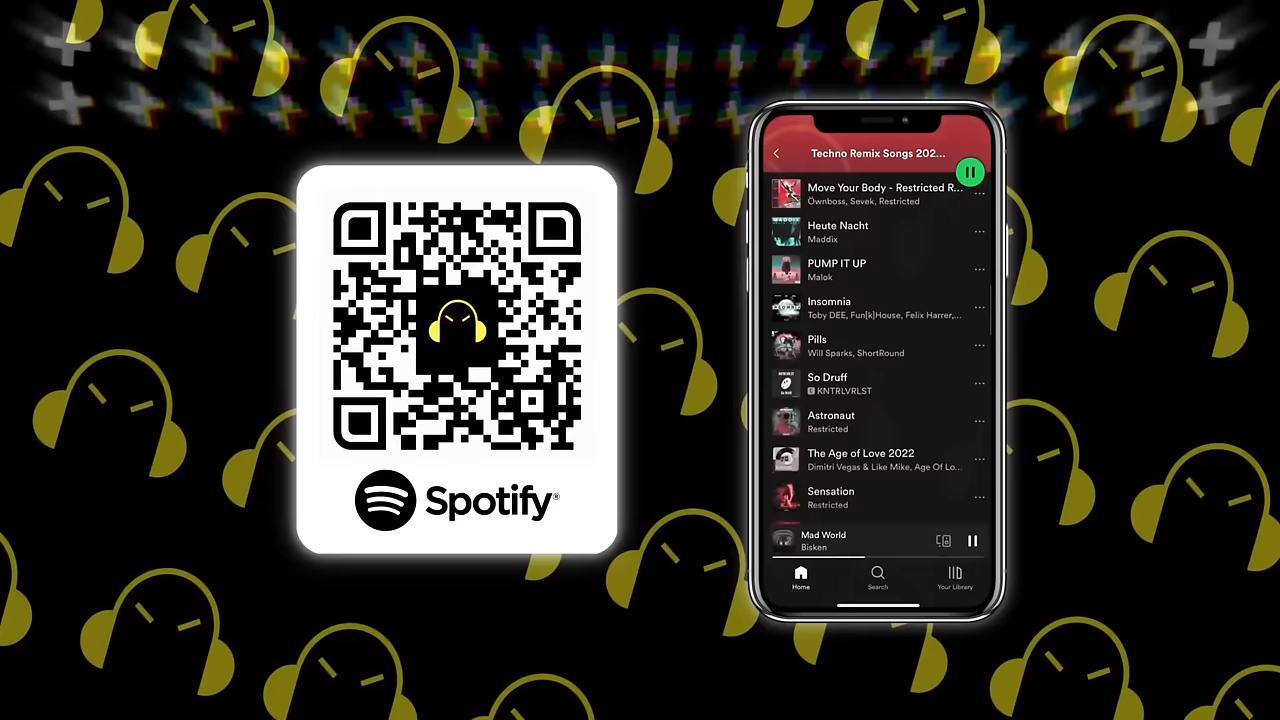 Spotify®
Techno Remix Songs 202...
Move Your Body - Restricted R...
Öwnboss, Sevek, Restricted
Heute Nacht
Maddix
PUMP IT UP
Malok
Insomnia
Toby DEE, Fun[k]House, Felix Harrer,...
Pills
Will Sparks, ShortRound
So Druff
E KNTRLVRLST
Astronaut
Restricted
The Age of Love 2022
Dimitri Vegas & Like Mike, Age Of Lo...
Sensation
Restricted
Mad World
Bisken
Home
Search
Your Library